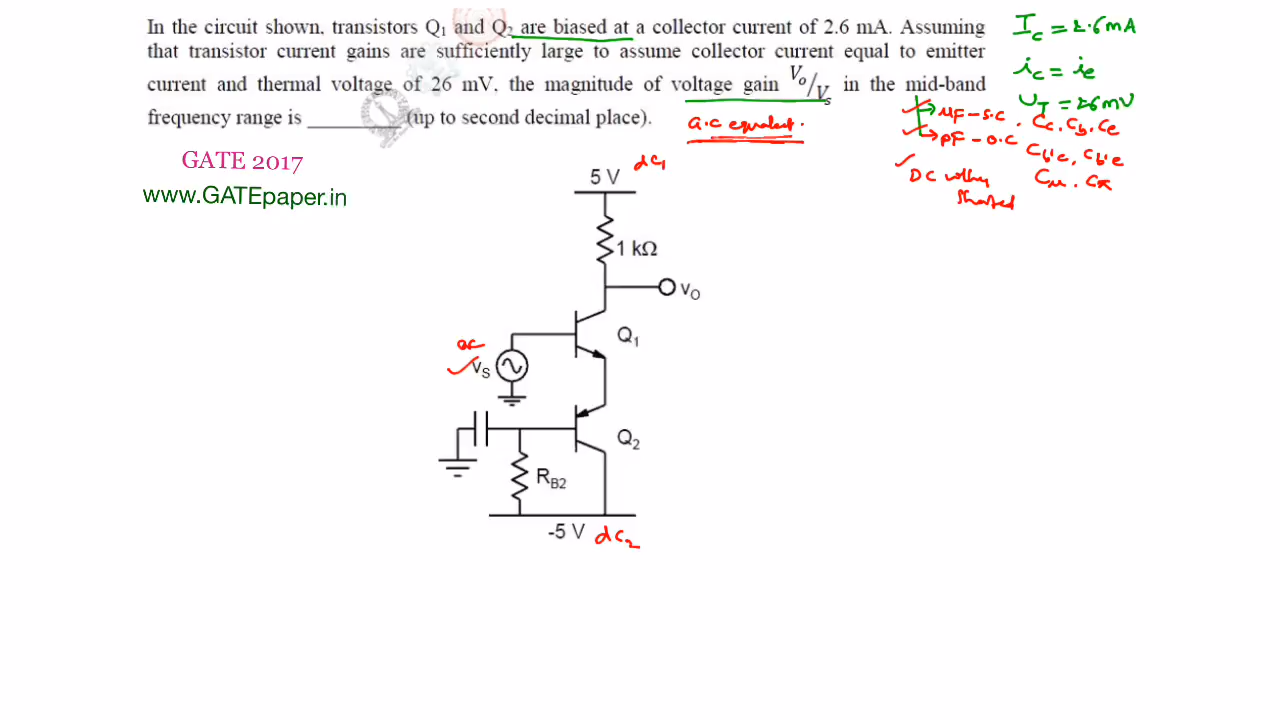 In the circuit shown, transistors Q₁ and Q₂ are biased at a collector current of 2.6 mA. Assuming
that transistor current gains are sufficiently large to assume collector current equal to emitter
current and thermal voltage of 26 mV, the magnitude of voltage gain Vo/Vs in the mid-band
frequency range is __________ (up to second decimal place).
Ic = 2.6mA
ic = ie
VT = 26mV
a.c equivalent.
μF - S.C . Cc, Cb, Ce
pF - O.C
Cb'c, Cb'e
Cμ, Cπ
DC voltage
Shorted
GATE 2017
www.GATEpaper.in
dc1
5 V
1 kΩ
vO
Q1
ac
vS
Q2
RB2
-5 V dc2